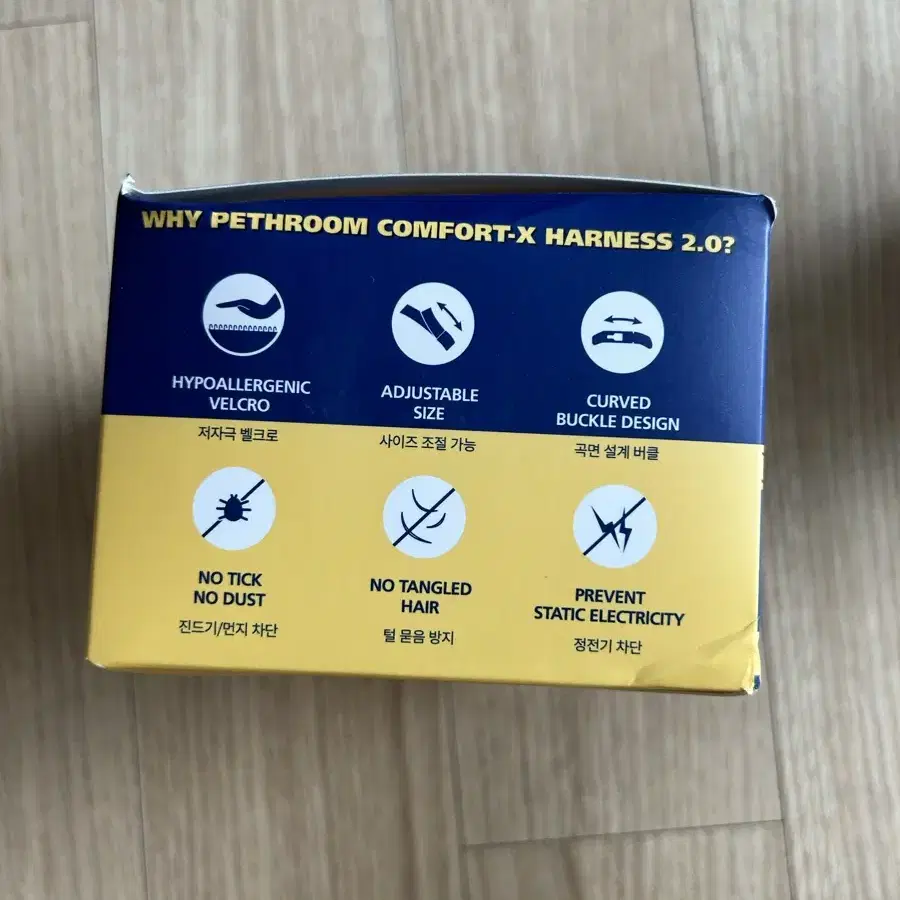 WHY PETHROOM COMFORT-X HARNESS 2.0?
HYPOALLERGENIC
VELCRO
저자극 벨크로
ADJUSTABLE
SIZE
사이즈 조절 가능
CURVED
BUCKLE DESIGN
곡면 설계 버클
NO TICK
NO DUST
진드기/먼지 차단
NO TANGLED
HAIR
털 묻음 방지
PREVENT
STATIC ELECTRICITY
정전기 차단